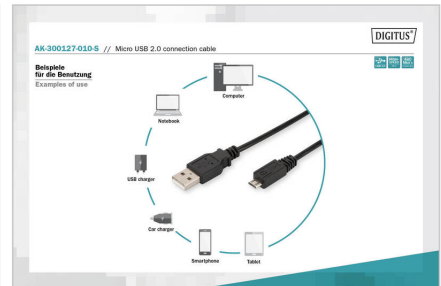 DIGITUS®
AK-300127-010-S // Micro USB 2.0 connection cable
Beispiele
für die Benutzung
Examples of use
Computer
Notebook
USB charger
Car charger
Smartphone
Tablet